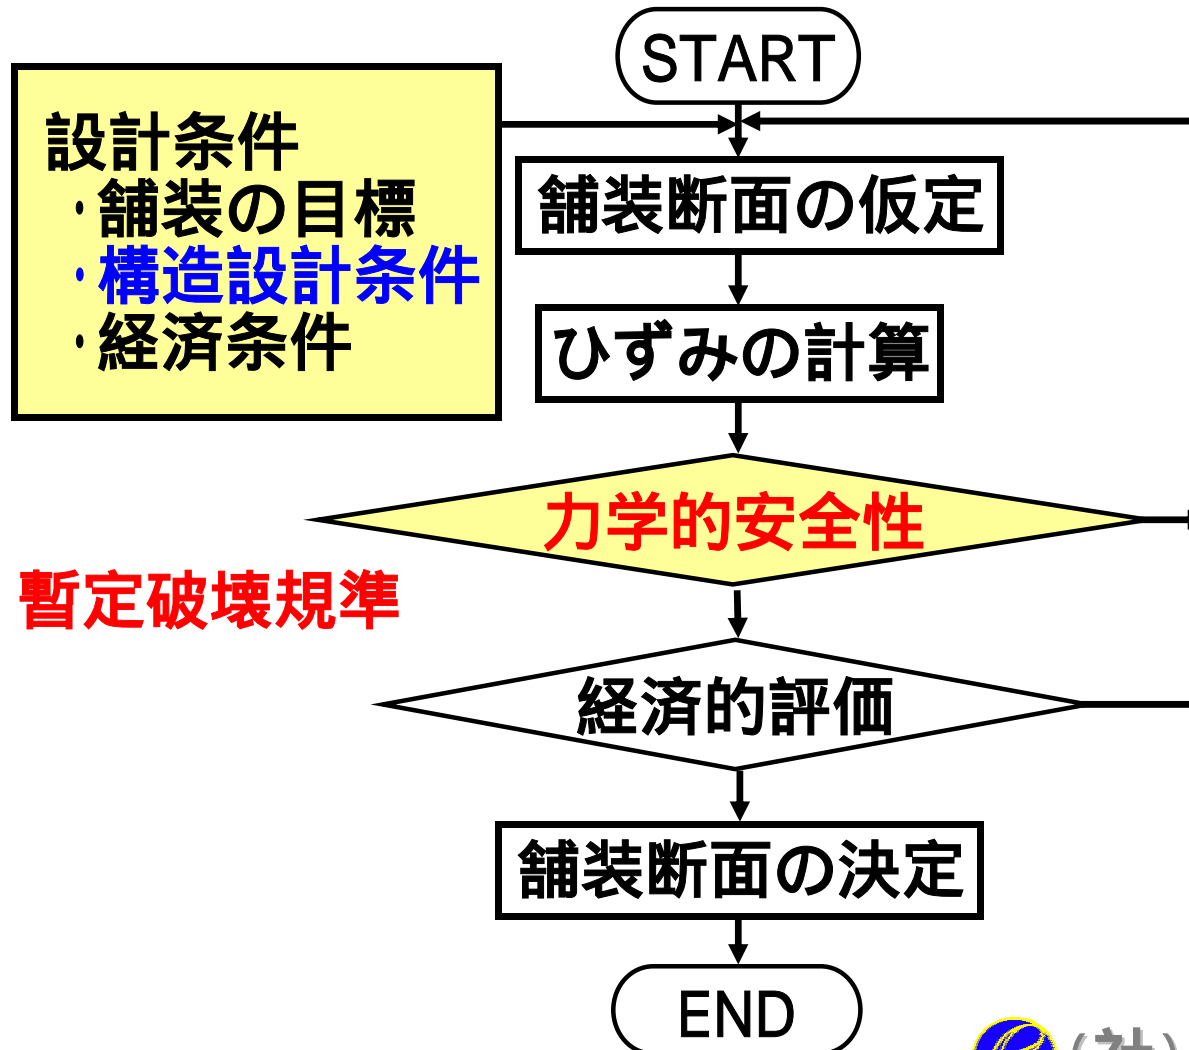 START
設計条件
・舗装の目標
・構造設計条件
・経済条件
舗装断面の仮定
ひずみの計算
力学的安全性
暫定破壊規準
経済的評価
舗装断面の決定
END
(社)